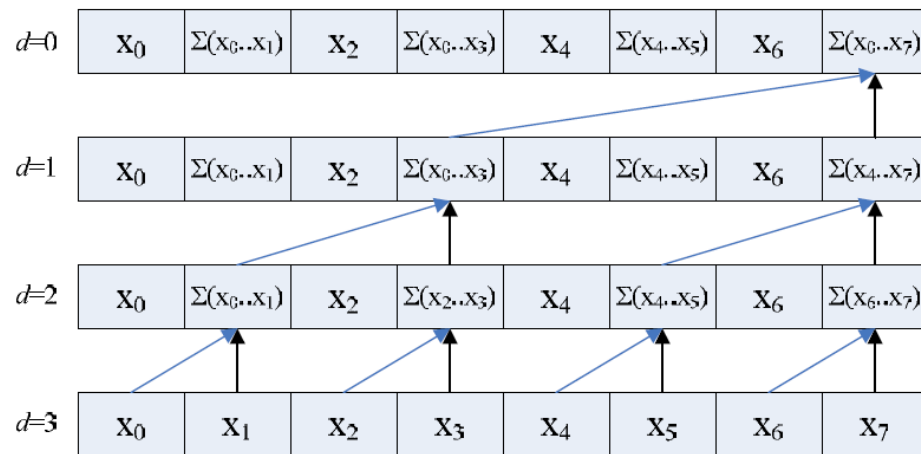 d=0 x₀ Σ(x₀..x₁) x₂ Σ(x₀..x₃) x₄ Σ(x₄..x₅) x₆ Σ(x₀..x₇)
d=1 x₀ Σ(x₀..x₁) x₂ Σ(x₀..x₃) x₄ Σ(x₄..x₅) x₆ Σ(x₄..x₇)
d=2 x₀ Σ(x₀..x₁) x₂ Σ(x₂..x₃) x₄ Σ(x₄..x₅) x₆ Σ(x₆..x₇)
d=3 x₀ x₁ x₂ x₃ x₄ x₅ x₆ x₇